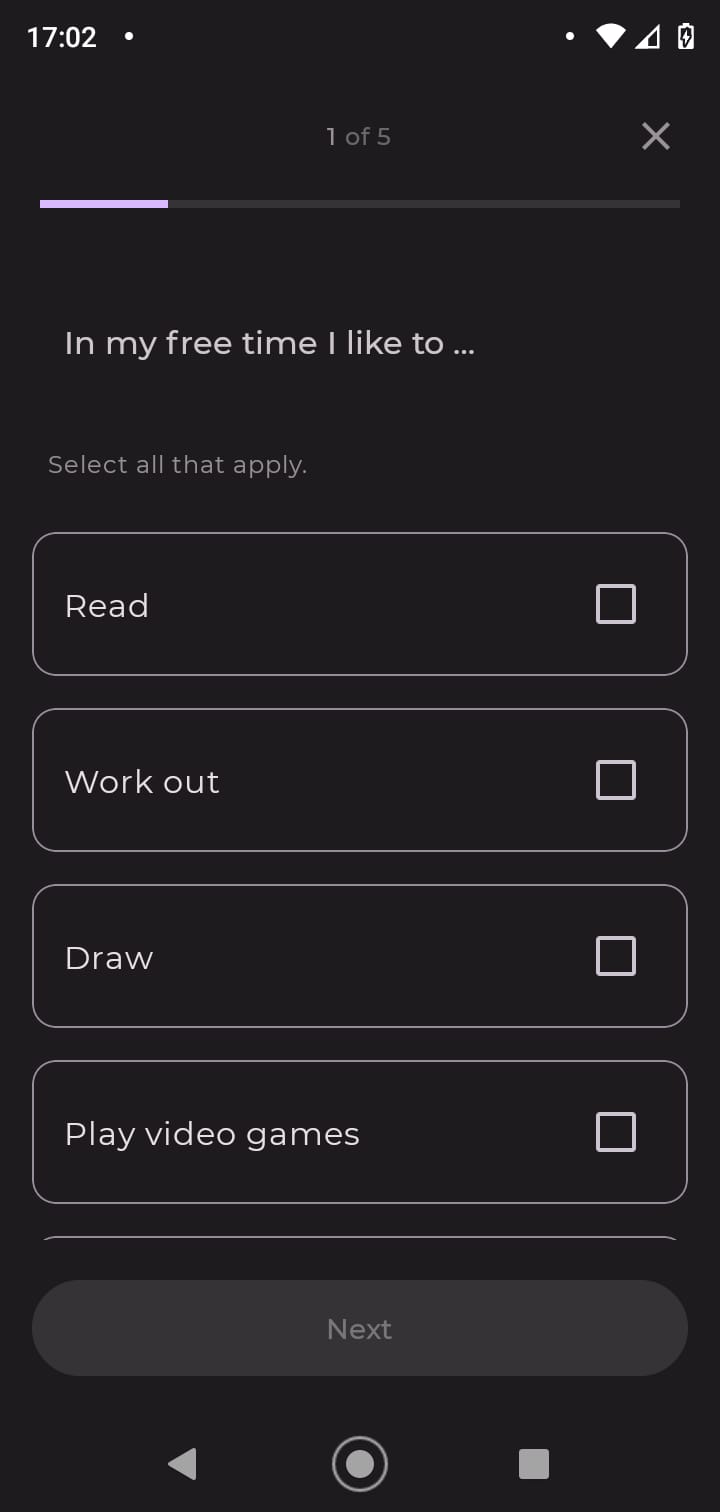 17:02
1 of 5
In my free time I like to ...
Select all that apply.
Read
Work out
Draw
Play video games
Next